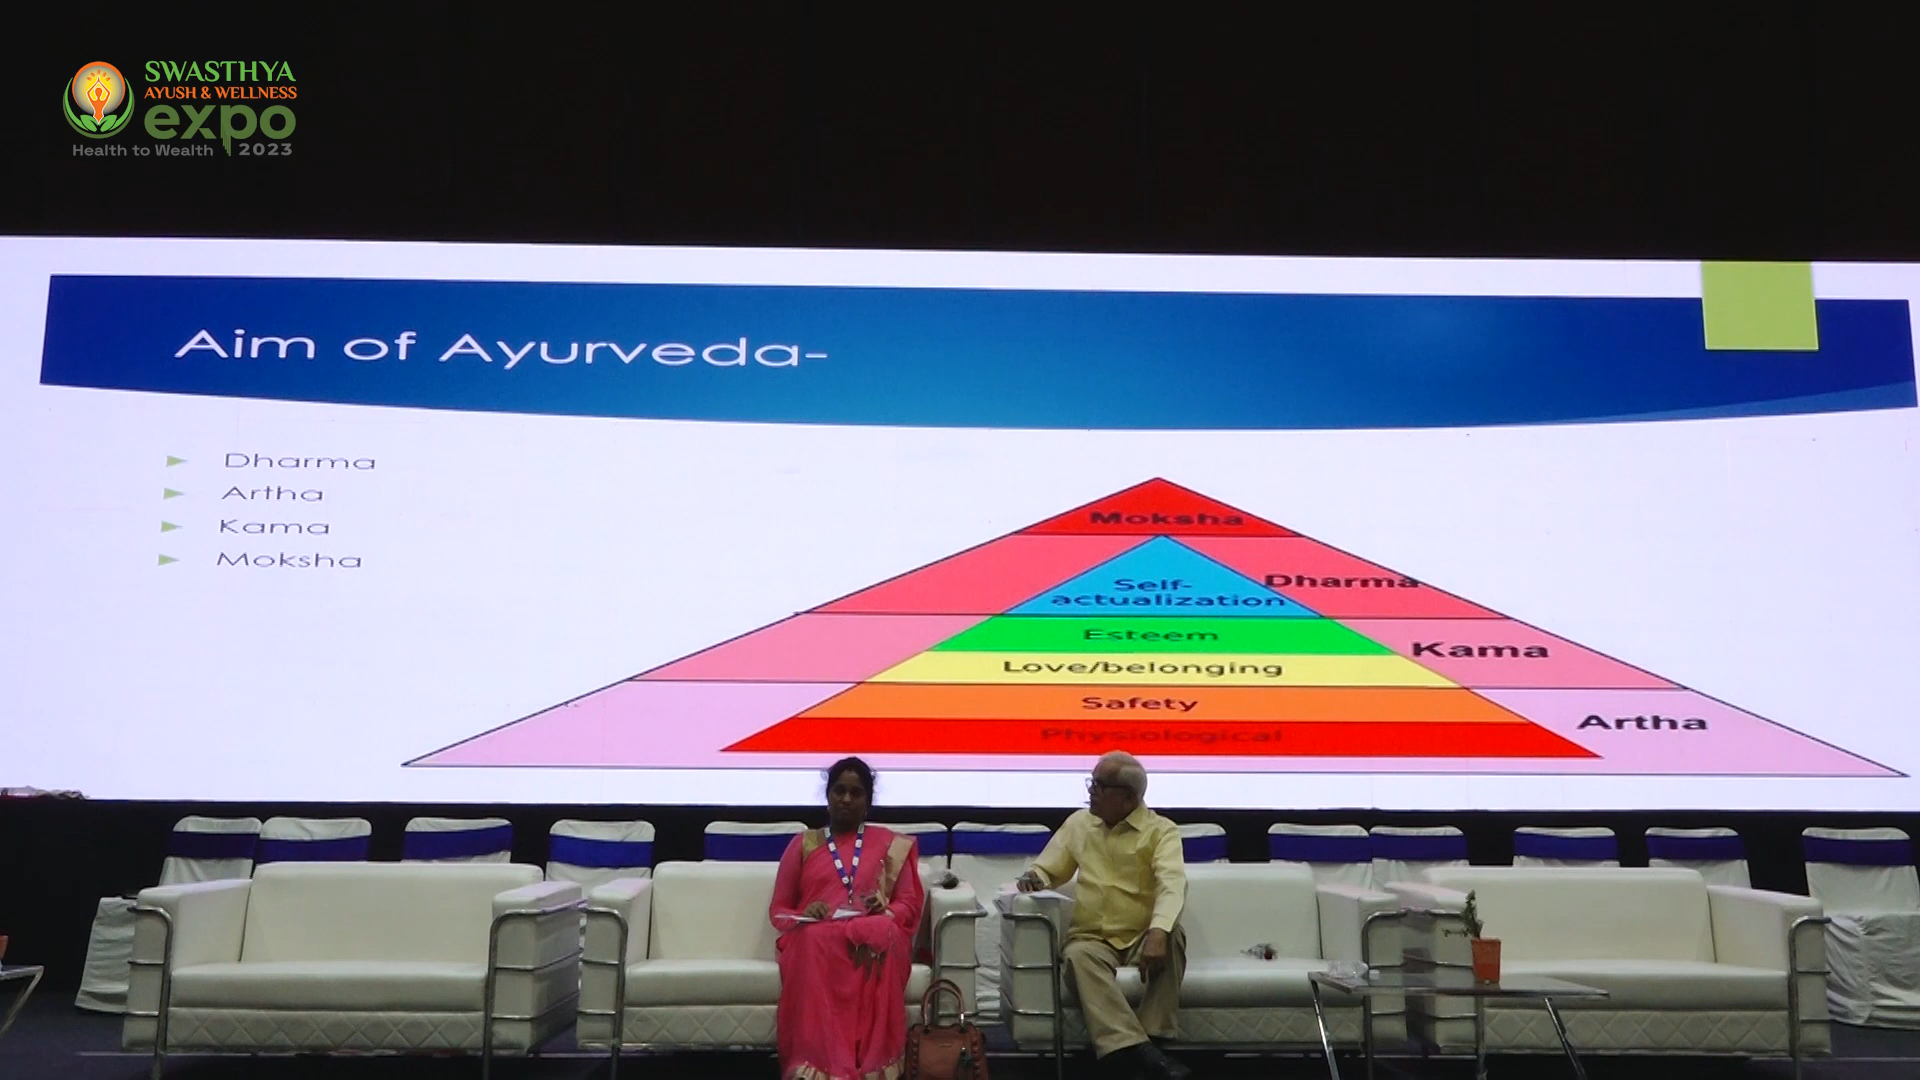 SWASTHYA
AYUSH & WELLNESS
expo
Health to Wealth 2023
Aim of Ayurveda-
Dharma
Artha
Kama
Moksha
Moksha
Self-
actualization
Dharma
Esteem
Kama
Love/belonging
Safety
Artha
Physiological